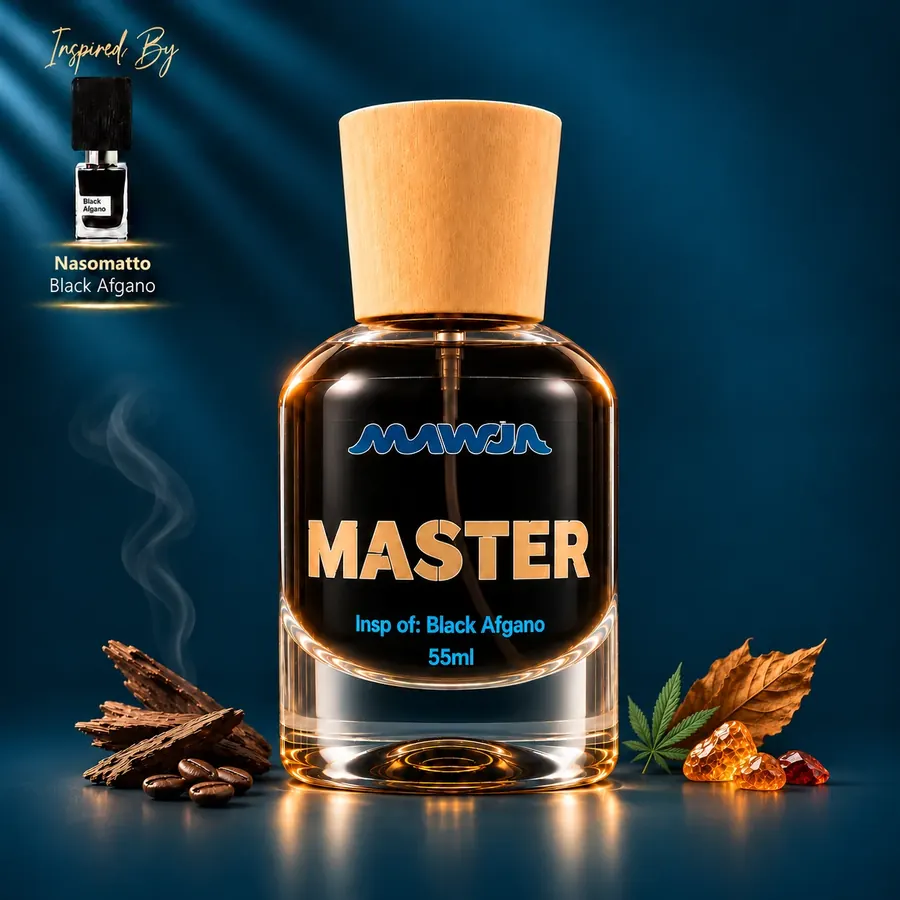 Inspired By
Black
Afgano
Nasomatto
Black Afgano
MAWJA
MASTER
Insp of: Black Afgano
55ml